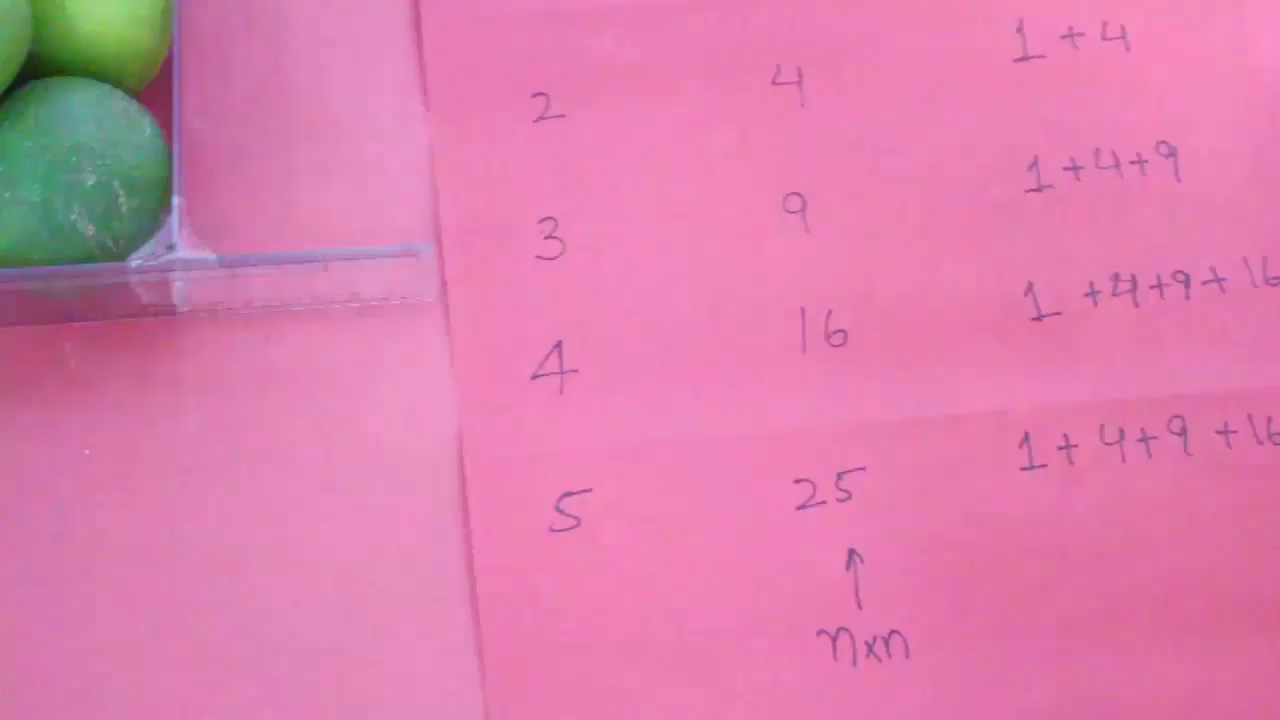 2 4 1 + 4
3 9 1 + 4 + 9
4 16 1 + 4 + 9 + 16
5 25 1 + 4 + 9 + 16
↑
n×n